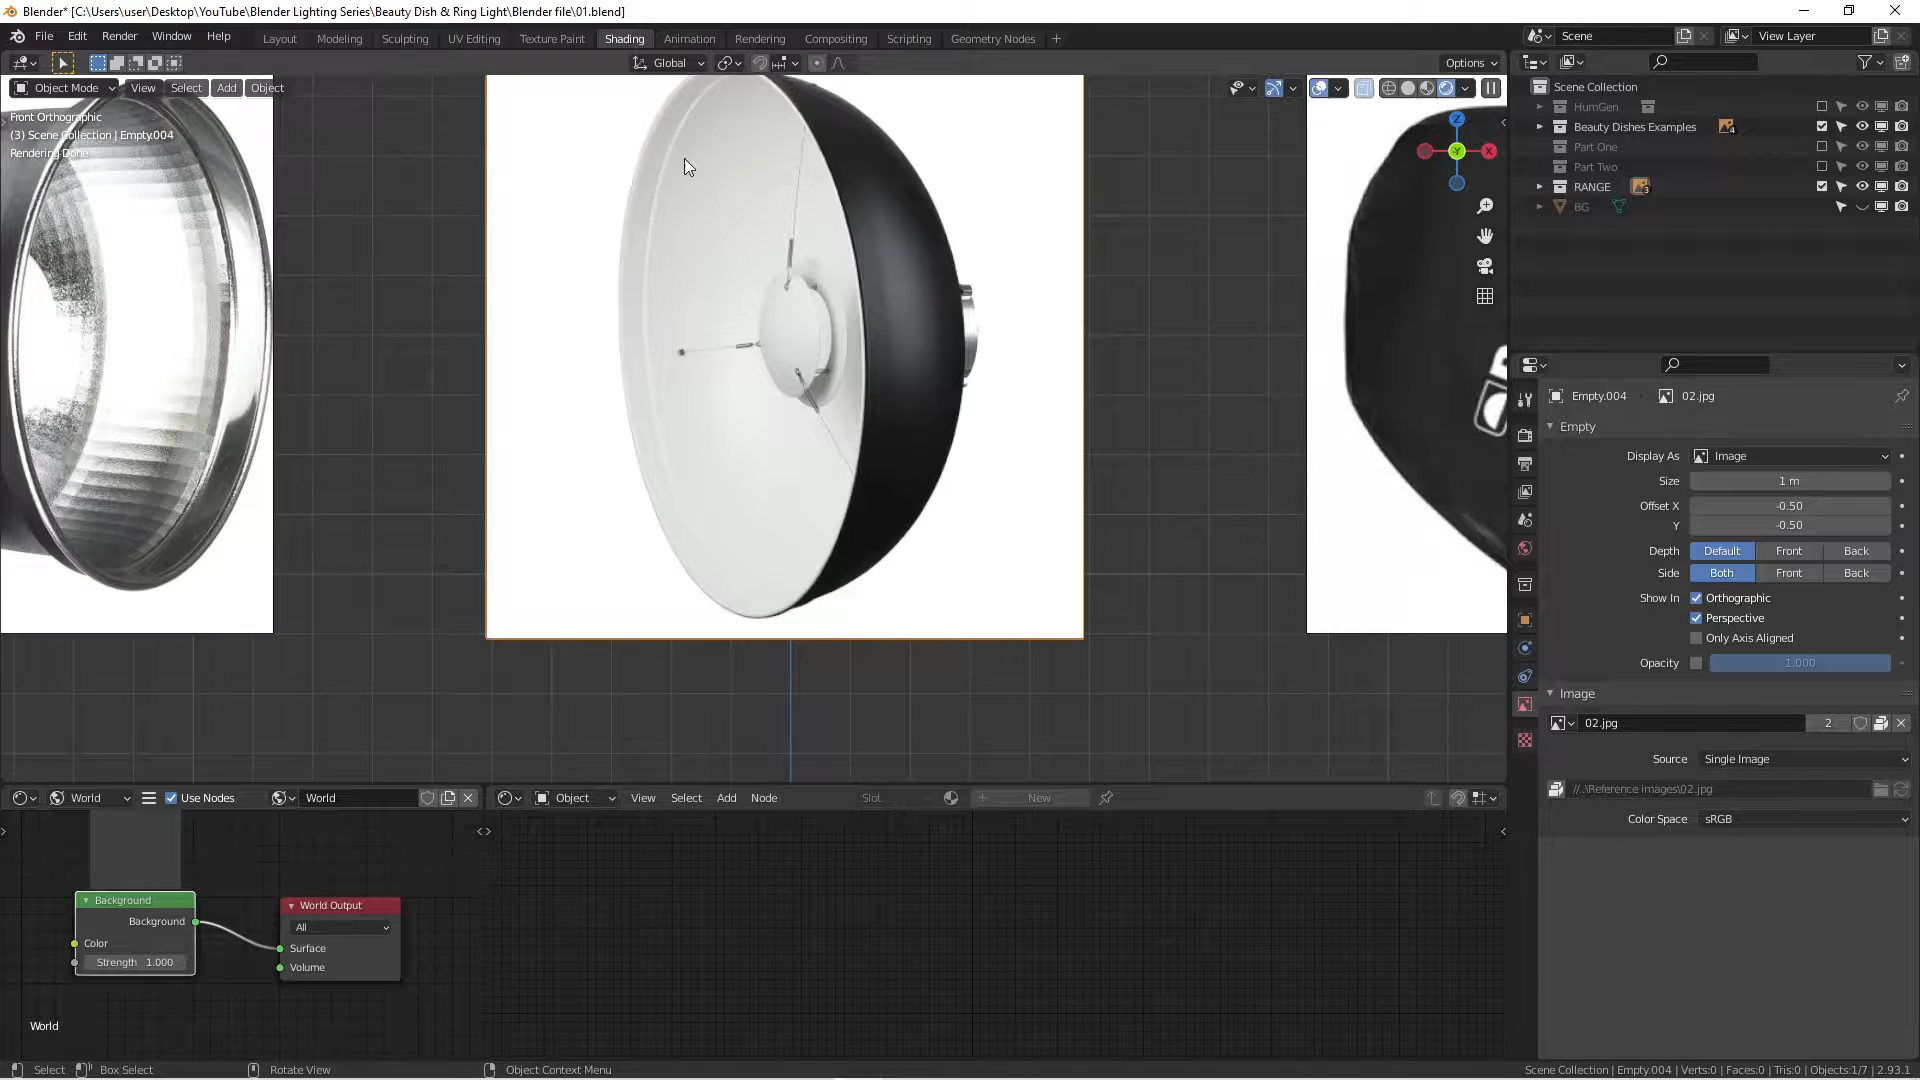 Blender* [C:\Users\user\Desktop\YouTube\Blender Lighting Series\Beauty Dish & Ring Light\Blender file\01.blend]
File Edit Render Window Help
Layout Modeling Sculpting UV Editing Texture Paint Shading Animation Rendering Compositing Scripting Geometry Nodes +
Scene
View Layer
Global
Options
Object Mode View Select Add Object
Front Orthographic
(3) Scene Collection | Empty.004
Rendering Done
Z
Y
X
Scene Collection
HumGen
Beauty Dishes Examples
4
Part One
Part Two
RANGE
3
BG
Empty.004
02.jpg
Empty
Display As Image
Size 1 m
Offset X -0.50
Y -0.50
Depth Default Front Back
Side Both Front Back
Show In Orthographic
Perspective
Only Axis Aligned
Opacity 1.000
Image
02.jpg 2
Source Single Image
//..\Reference images\02.jpg
Color Space sRGB
World Use Nodes World
Object View Select Add Node Slot New
Background
Background
Color
Strength 1.000
World Output
All
Surface
Volume
World
Select Box Select Rotate View Object Context Menu
Scene Collection | Empty.004 | Verts:0 | Faces:0 | Tris:0 | Objects:1/7 | 2.93.1